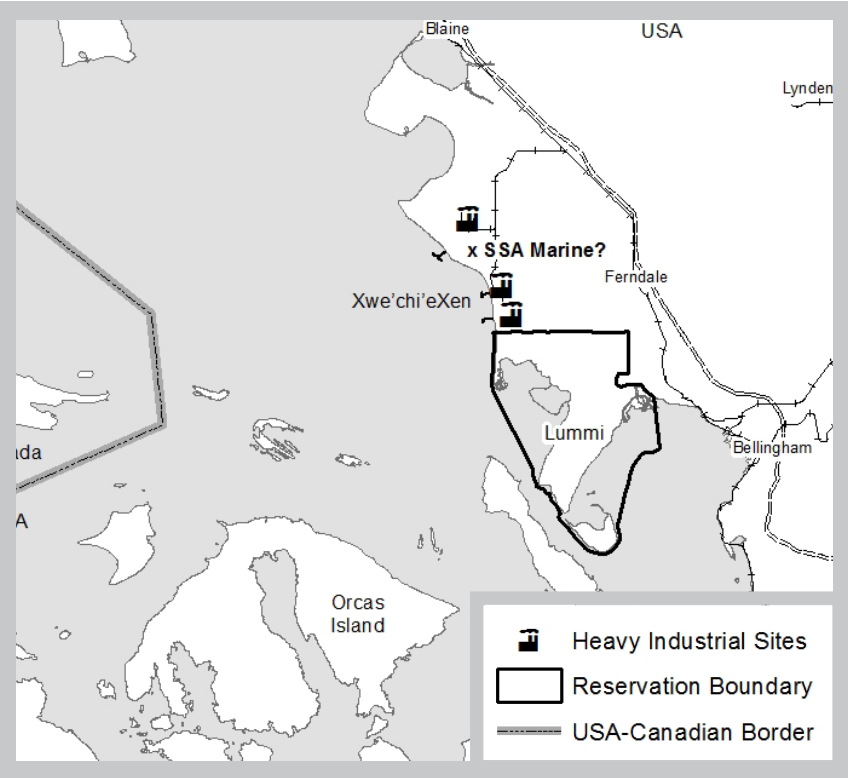 Blaine
USA
Lynden
x SSA Marine?
Ferndale
Xwe'chi'eXen
Lummi
Bellingham
ada
A
Orcas
Island
Heavy Industrial Sites
Reservation Boundary
USA-Canadian Border